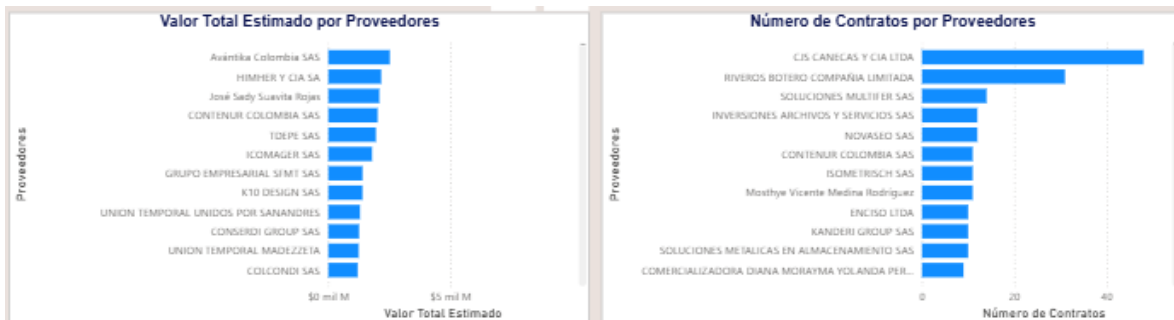 Valor Total Estimado por Proveedores
Proveedores
Avántika Colombia SAS
HIMHER Y CIA SA
José Sady Suavita Rojas
CONTENUR COLOMBIA SAS
TDEPE SAS
ICOMAGER SAS
GRUPO EMPRESARIAL SFMT SAS
K10 DESIGN SAS
UNION TEMPORAL UNIDOS POR SANANDRES
CONSERDI GROUP SAS
UNION TEMPORAL MADEZZETA
COLCONDI SAS
$0 mil M $5 mil M
Valor Total Estimado
Número de Contratos por Proveedores
Proveedores
CJS CANECAS Y CIA LTDA
RIVEROS BOTERO COMPAÑIA LIMITADA
SOLUCIONES MULTIFER SAS
INVERSIONES ARCHIVOS Y SERVICIOS SAS
NOVASEO SAS
CONTENUR COLOMBIA SAS
ISOMETRISCH SAS
Mosthye Vicente Medina Rodriguez
ENCISO LTDA
KANDERI GROUP SAS
SOLUCIONES METALICAS EN ALMACENAMIENTO SAS
COMERCIALIZADORA DIANA MORAYMA YOLANDA PER...
0 20 40
Número de Contratos